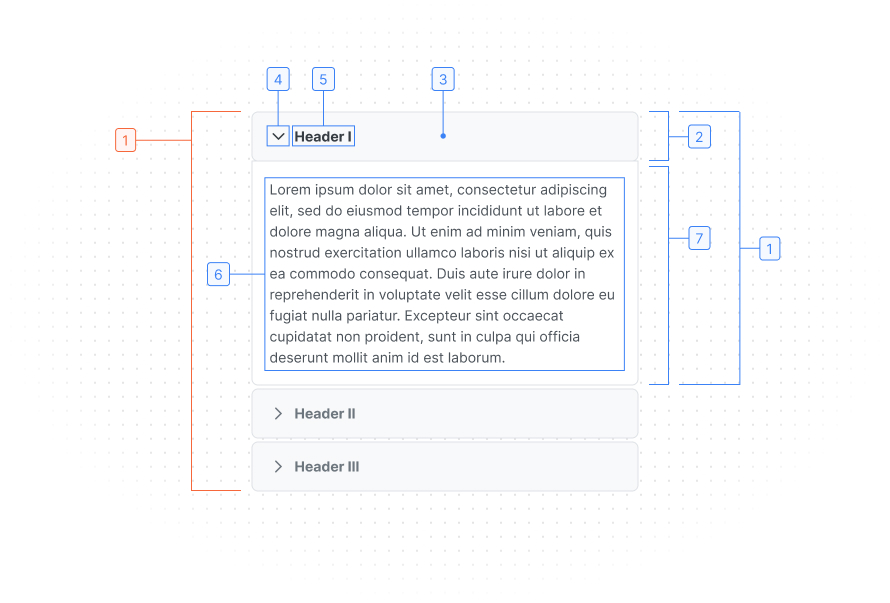 4 5 3
1 Header I 2
Lorem ipsum dolor sit amet, consectetur adipiscing
elit, sed do eiusmod tempor incididunt ut labore et
dolore magna aliqua. Ut enim ad minim veniam, quis
nostrud exercitation ullamco laboris nisi ut aliquip ex
ea commodo consequat. Duis aute irure dolor in
reprehenderit in voluptate velit esse cillum dolore eu
fugiat nulla pariatur. Excepteur sint occaecat
cupidatat non proident, sunt in culpa qui officia
deserunt mollit anim id est laborum.
7
1
6
Header II
Header III